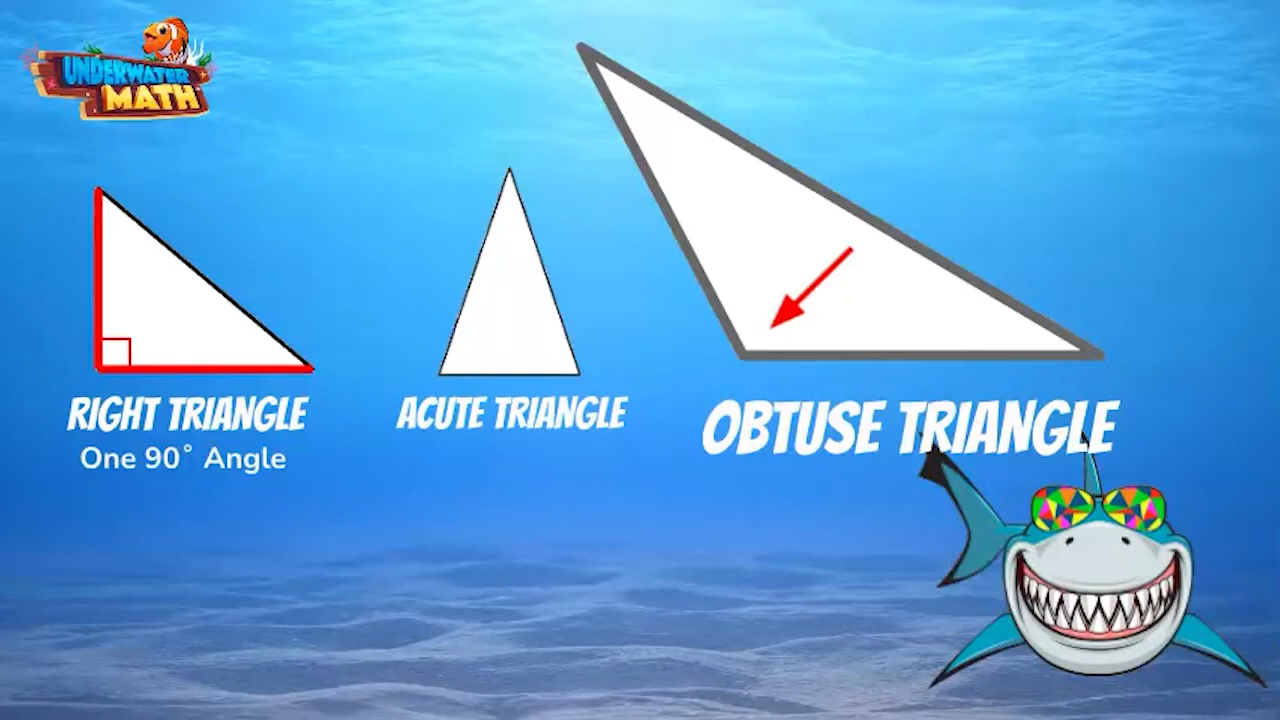 UNDERWATER
MATH
RIGHT TRIANGLE
One 90° Angle
ACUTE TRIANGLE
OBTUSE TRIANGLE